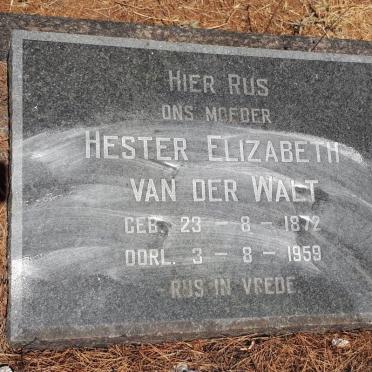 HIER RUS
ONS MOEDER
HESTER ELIZABETH
VAN DER WALT
GEB. 23 - 8 - 1872
OORL. 3 - 8 - 1959
RUS IN VREDE